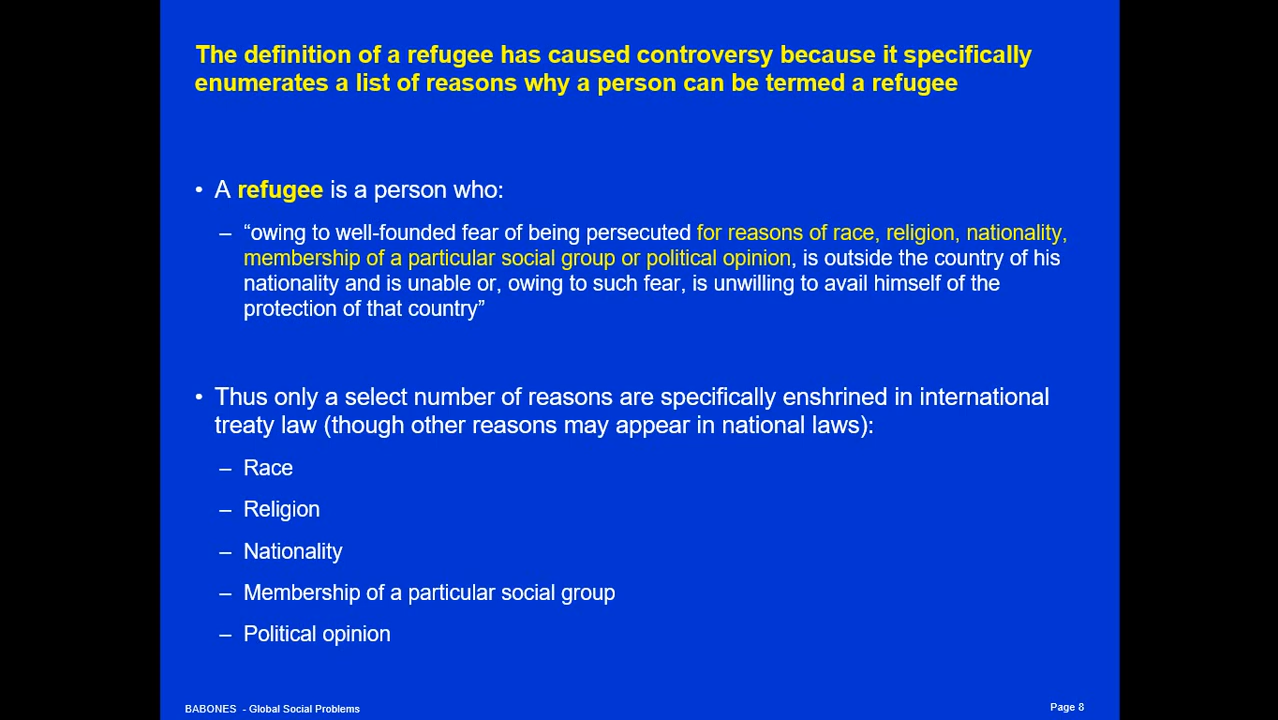 The definition of a refugee has caused controversy because it specifically
enumerates a list of reasons why a person can be termed a refugee
• A refugee is a person who:
– “owing to well-founded fear of being persecuted for reasons of race, religion, nationality,
membership of a particular social group or political opinion, is outside the country of his
nationality and is unable or, owing to such fear, is unwilling to avail himself of the
protection of that country”
• Thus only a select number of reasons are specifically enshrined in international
treaty law (though other reasons may appear in national laws):
– Race
– Religion
– Nationality
– Membership of a particular social group
– Political opinion
BABONES - Global Social Problems
Page 8